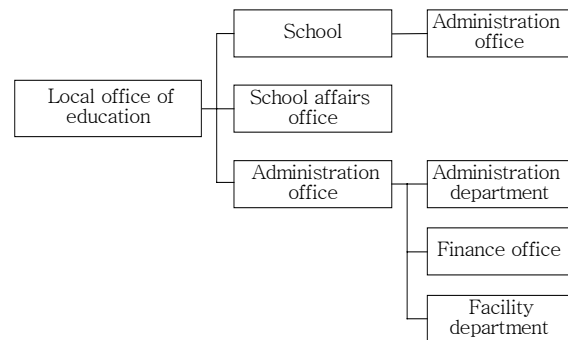 School
Administration
office
Local office of
education
School affairs
office
Administration
office
Administration
department
Finance office
Facility
department